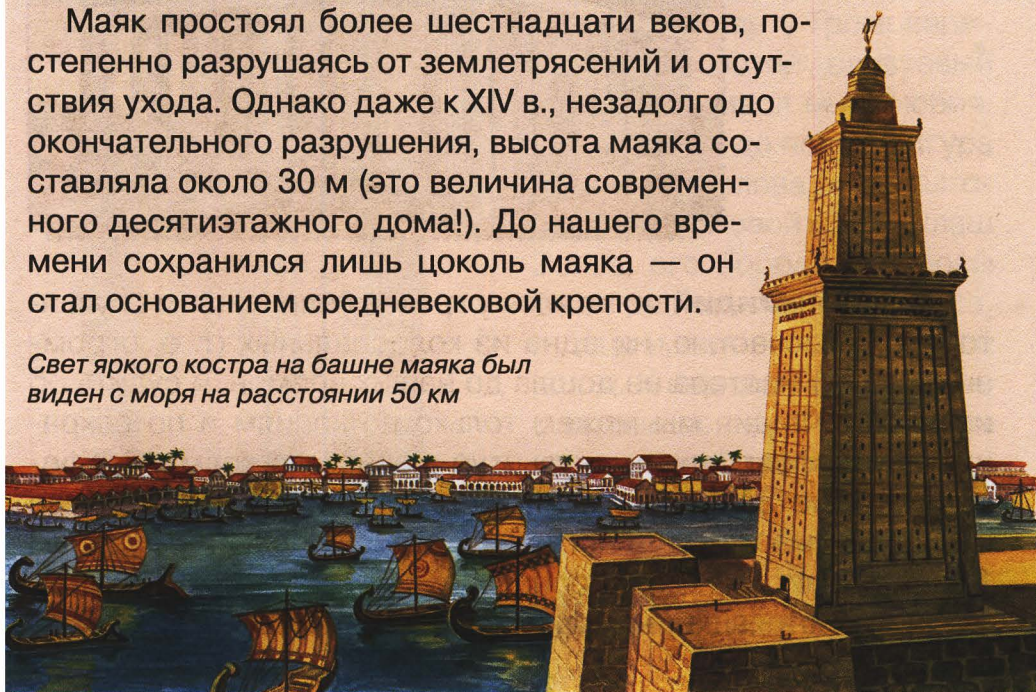 Маяк простоял более шестнадцати веков, по-
степенно разрушаясь от землетрясений и отсут-
ствия ухода. Однако даже к XIV в., незадолго до
окончательного разрушения, высота маяка со-
ставляла около 30 м (это величина современ-
ного десятиэтажного дома!). До нашего вре-
мени сохранился лишь цоколь маяка — он
стал основанием средневековой крепости.
Свет яркого костра на башне маяка был
виден с моря на расстоянии 50 км